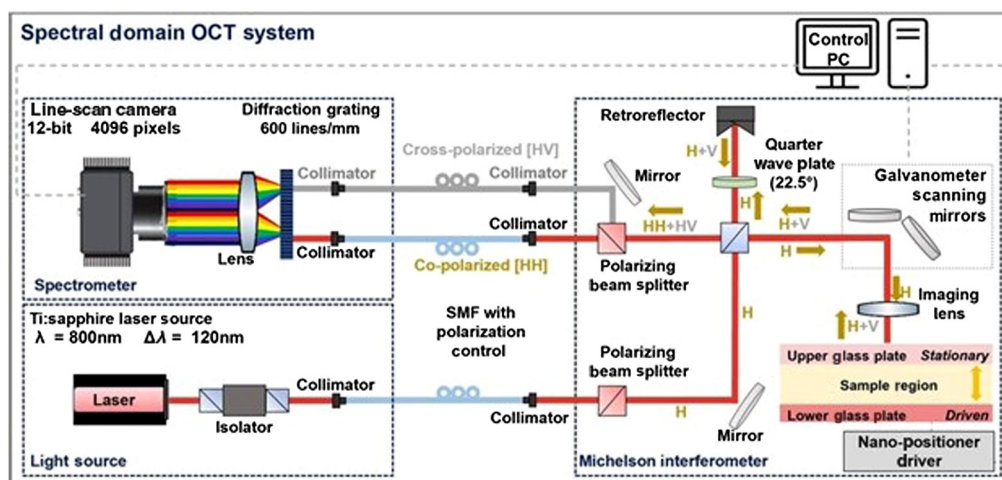 Spectral domain OCT system
Control
PC
Line-scan camera
12-bit 4096 pixels
Diffraction grating
600 lines/mm
Lens
Collimator
Collimator
Spectrometer
Cross-polarized [HV]
Collimator
Collimator
Co-polarized [HH]
SMF with
polarization
control
Ti:sapphire laser source
λ = 800nm Δλ = 120nm
Laser
Isolator
Collimator
Collimator
Light source
Retroreflector
H+V
Quarter
wave plate
(22.5°)
H
Mirror
HH+HV
H+V
H
Polarizing
beam splitter
Galvanometer
scanning
mirrors
H
H+V
Imaging
lens
H
Polarizing
beam splitter
H
Mirror
Upper glass plate Stationary
Sample region
Lower glass plate Driven
Nano-positioner
driver
Michelson interferometer